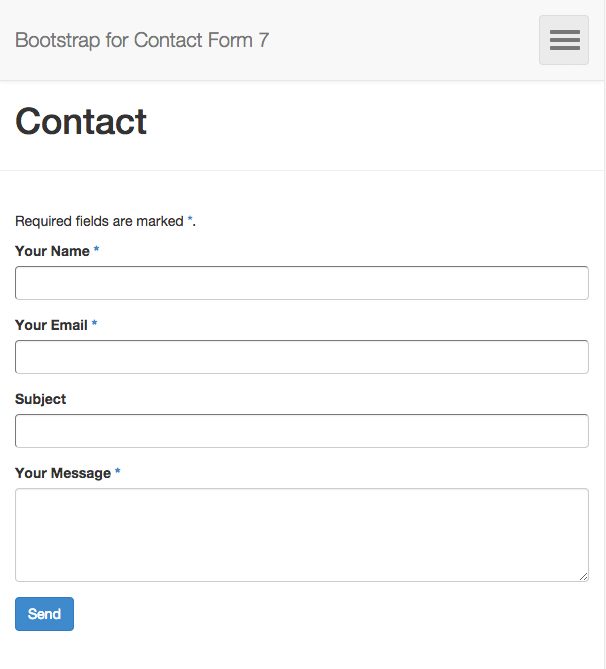 Bootstrap for Contact Form 7
Contact
Required fields are marked *.
Your Name *
Your Email *
Subject
Your Message *
Send